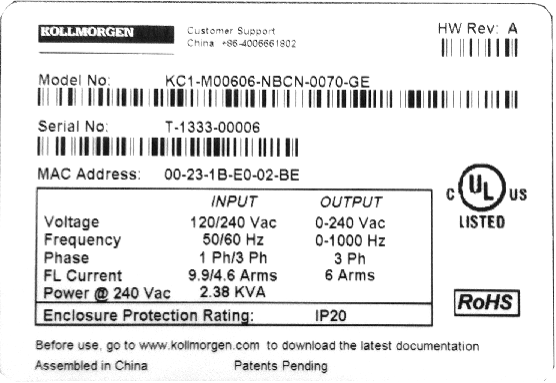 KOLLMORGEN
Customer Support
China +86-4006661802
HW Rev: A
Model No: KC1-M00606-NBCN-0070-GE
Serial No: T-1333-00006
MAC Address: 00-23-1B-E0-02-BE
INPUT OUTPUT
Voltage 120/240 Vac 0-240 Vac
Frequency 50/60 Hz 0-1000 Hz
Phase 1 Ph/3 Ph 3 Ph
FL Current 9.9/4.6 Arms 6 Arms
Power @ 240 Vac 2.38 KVA
Enclosure Protection Rating: IP20
C UL US
LISTED
RoHS
Before use, go to www.kollmorgen.com to download the latest documentation
Assembled in China Patents Pending